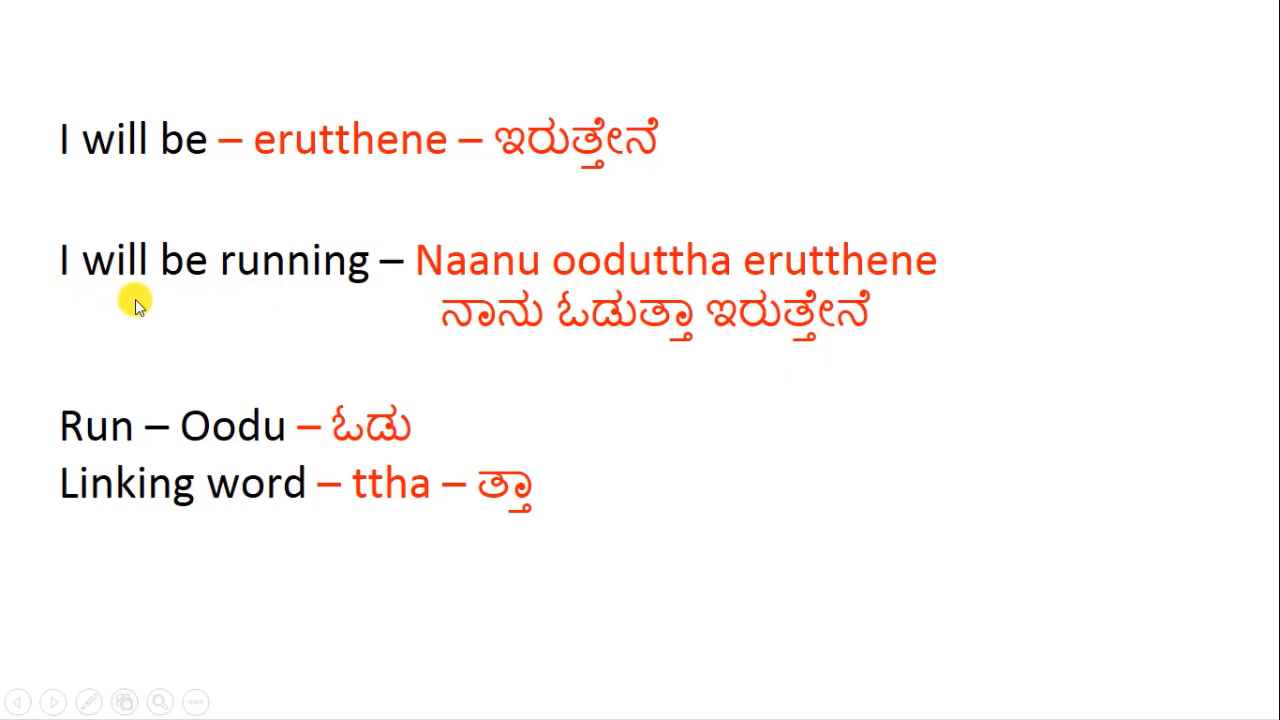 I will be – erutthene – ಇರುತ್ತೇನೆ
I will be running – Naanu ooduttha erutthene
ನಾನು ಓಡುತ್ತಾ ಇರುತ್ತೇನೆ
Run – Oodu – ಓಡು
Linking word – ttha – ತ್ತಾ